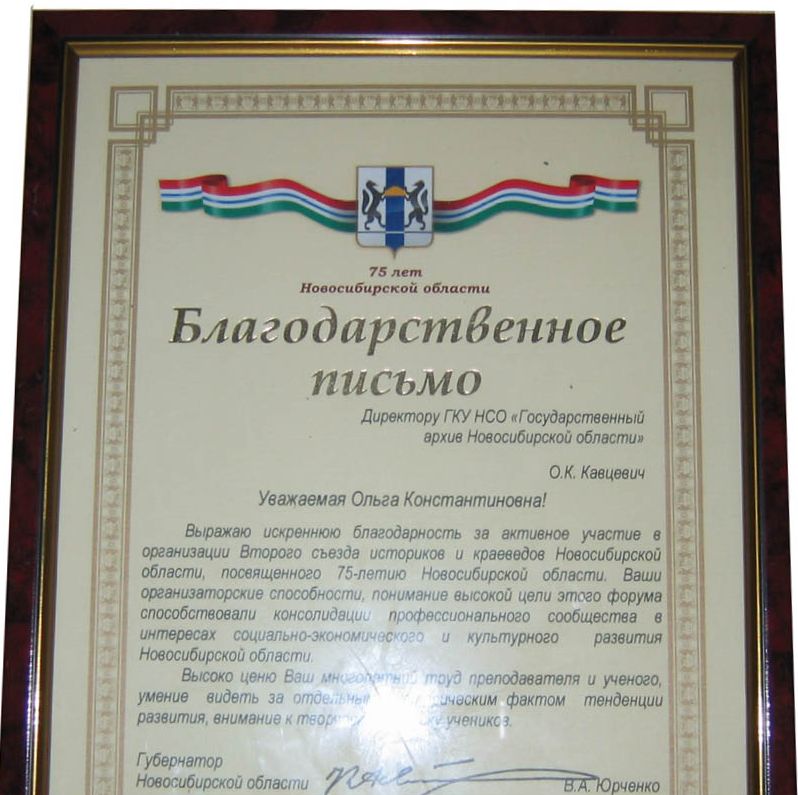 75 лет
Новосибирской области
Благодарственное
письмо
Директору ГКУ НСО «Государственный
архив Новосибирской области»
О.К. Кавцевич
Уважаемая Ольга Константиновна!
Выражаю искреннюю благодарность за активное участие в
организации Второго съезда историков и краеведов Новосибирской
области, посвященного 75-летию Новосибирской области. Ваши
организаторские способности, понимание высокой цели этого форума
способствовали консолидации профессионального сообщества в
интересах социально-экономического и культурного развития
Новосибирской области.
Высоко ценю Ваш многолетний труд преподавателя и ученого,
умение видеть за отдельным фактом тенденции
развития, внимание к учеников.
Губернатор
Новосибирской области В.А. Юрченко